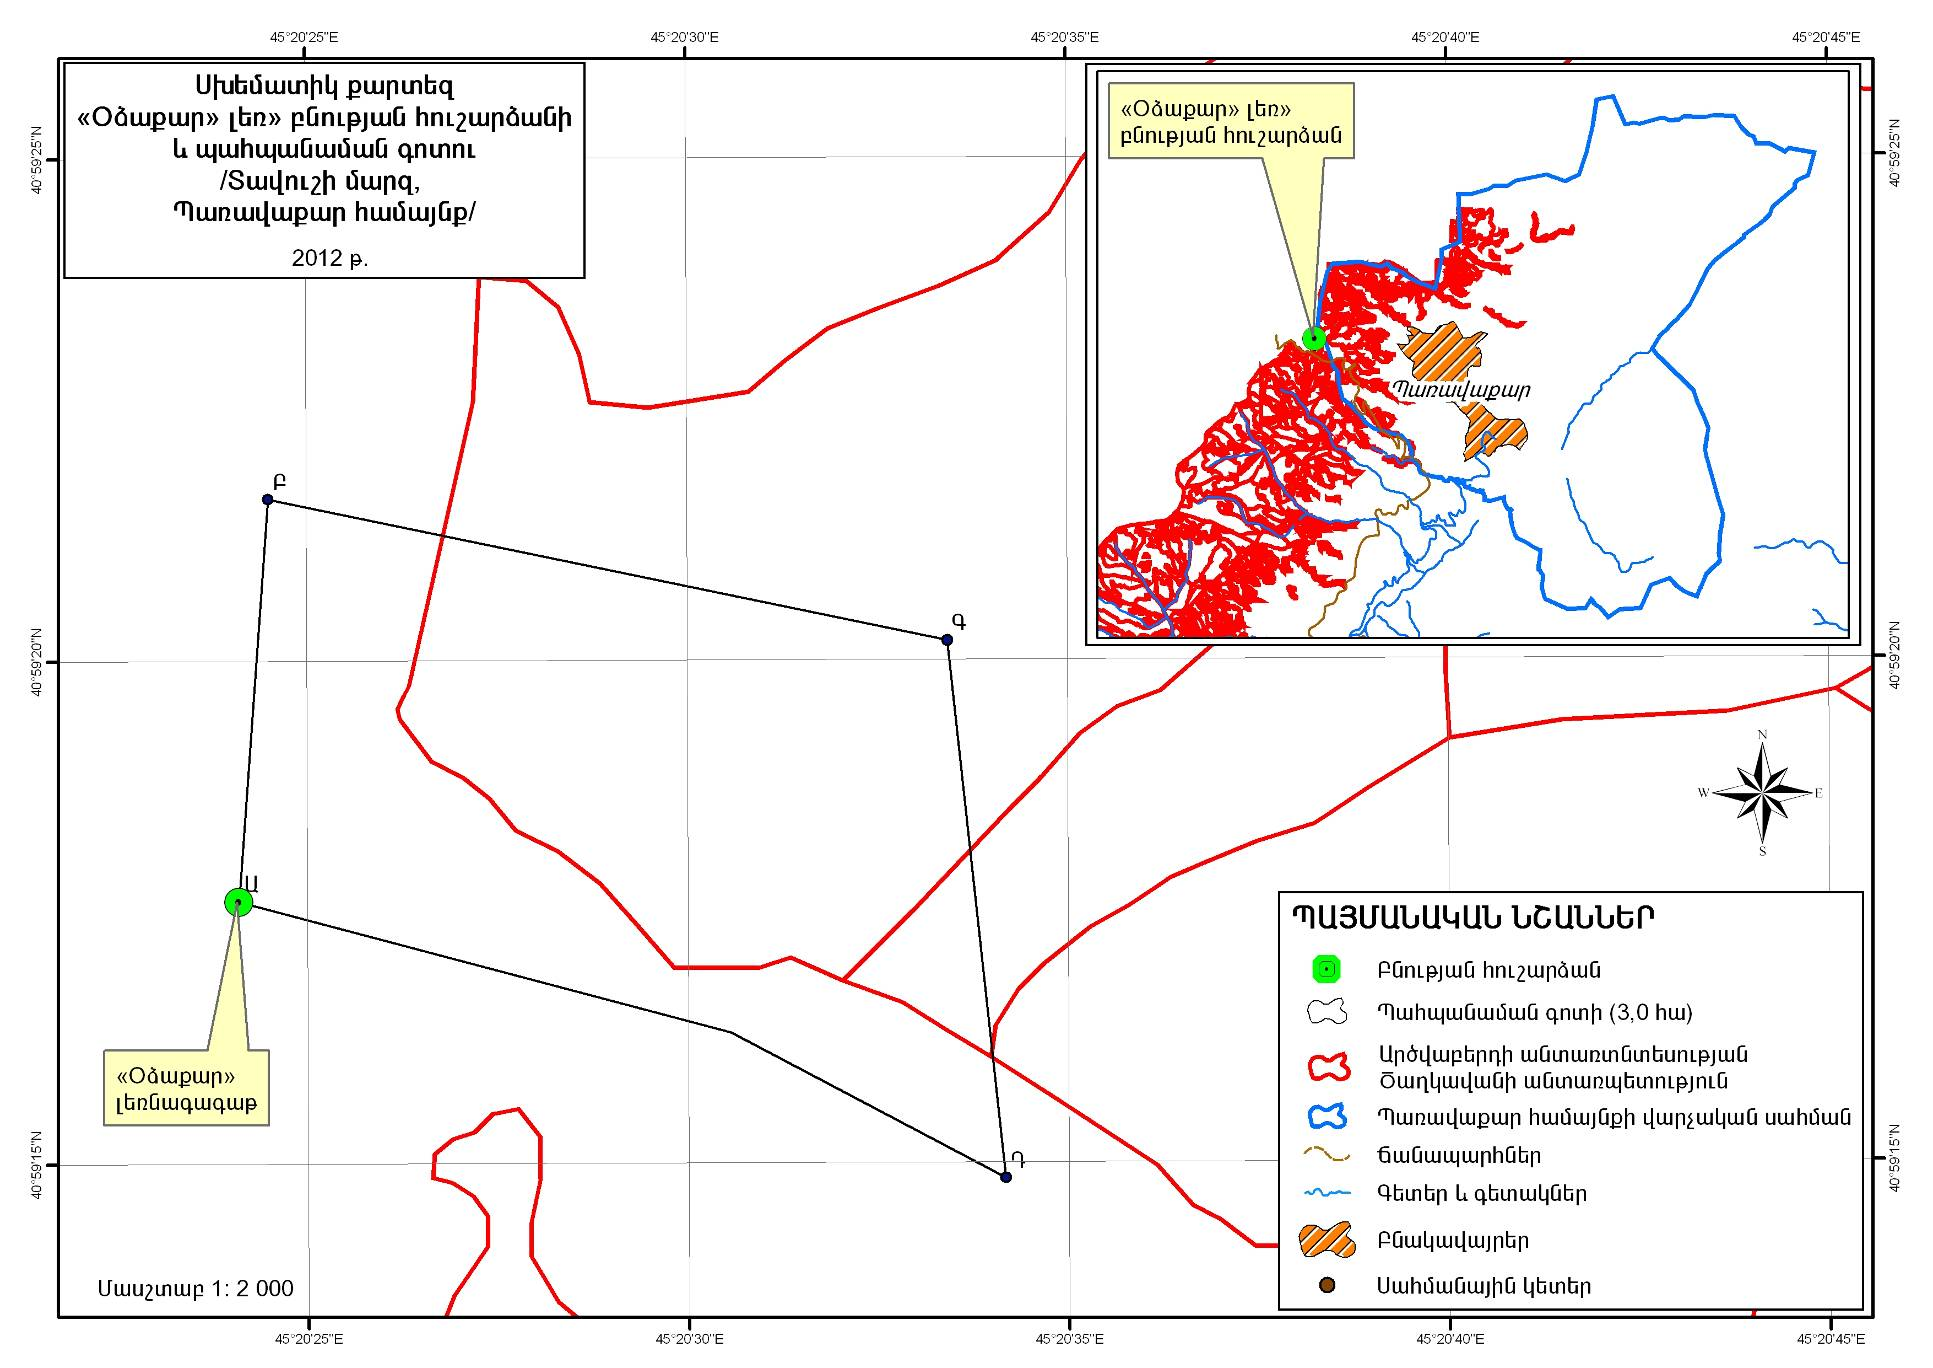 45°20'25"E
45°20'30"E
45°20'35"E
45°20'40"E
45°20'45"E
Սխեմատիկ քարտեզ
«Օձաքար» լեռ» բնության հուշարձանի
և պահպանաման գոտու
/Տավուշի մարզ,
Պառավաքար համայնք/
2012 թ.
«Օձաքար» լեռ»
բնության հուշարձան
Պառավաքար
40°59'25"N
40°59'25"N
Բ
Գ
40°59'20"N
40°59'20"N
N
W
E
S
Ա
«Օձաքար»
լեռնագագաթ
Դ
40°59'15"N
40°59'15"N
ՊԱՅՄԱՆԱԿԱՆ ՆՇԱՆՆԵՐ
Բնության հուշարձան
Պահպանաման գոտի (3,0 հա)
Արծվաբերդի անտառտնտեսության
Ծաղկավանի անտառպետություն
Պառավաքար համայնքի վարչական սահման
Ճանապարհներ
Գետեր և գետակներ
Բնակավայրեր
Սահմանային կետեր
Մասշտաբ 1: 2 000
45°20'25"E
45°20'30"E
45°20'35"E
45°20'40"E
45°20'45"E